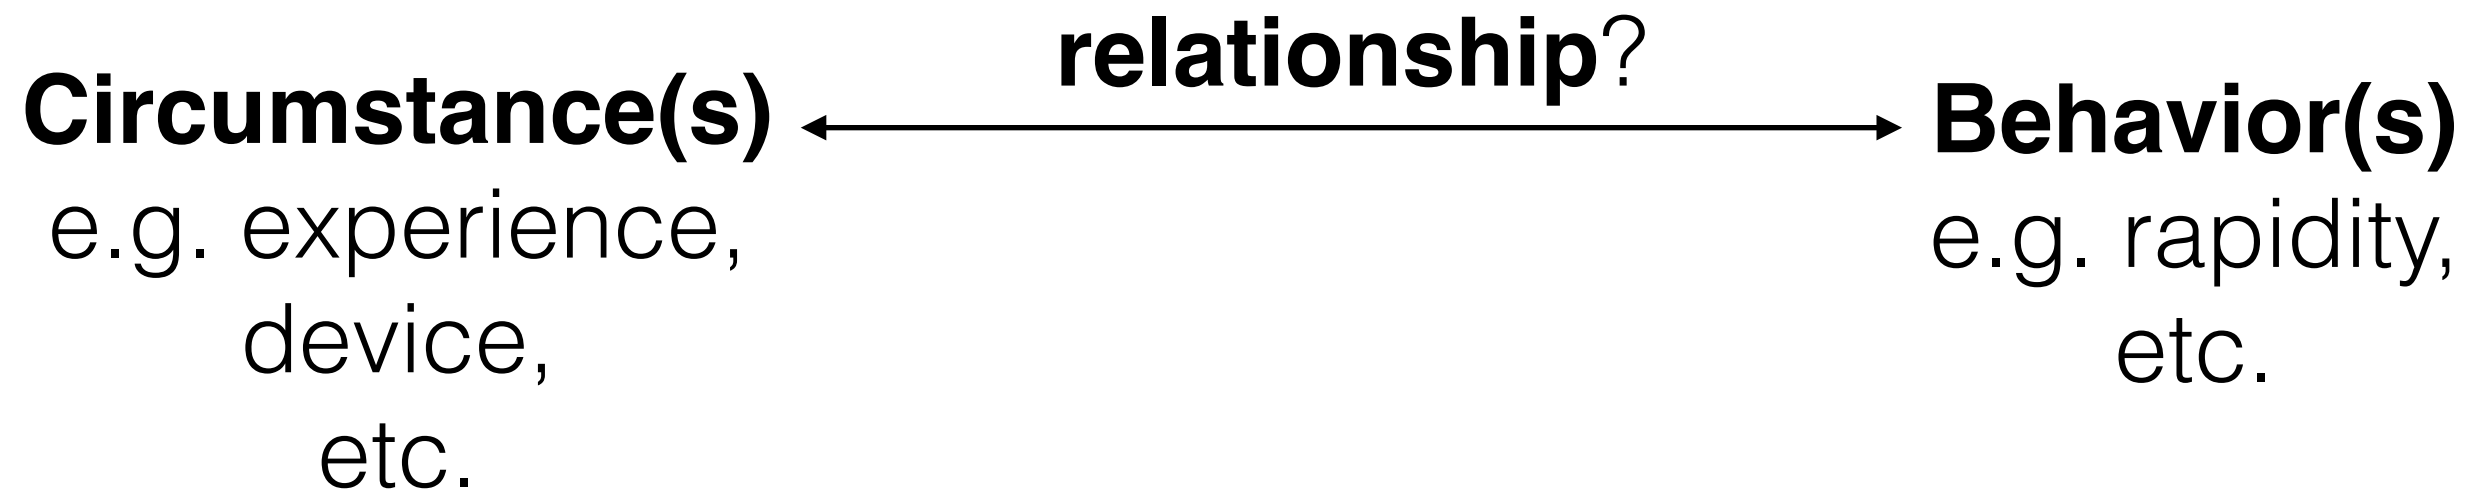 relationship?
Circumstance(s)
e.g. experience,
device,
etc.
Behavior(s)
e.g. rapidity,
etc.